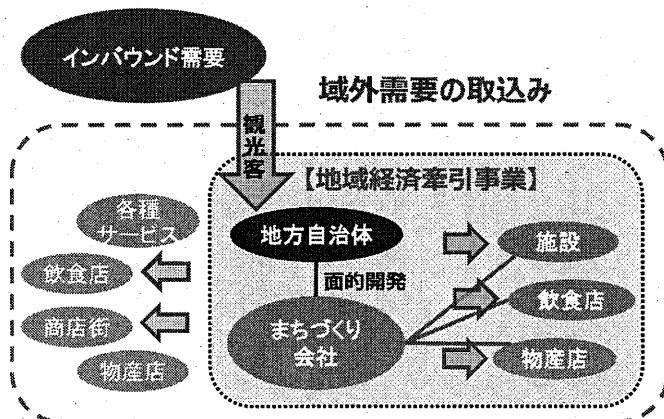 インバウンド需要
域外需要の取込み
観光客
【地域経済牽引事業】
各種
サービス
地方自治体
施設
飲食店
面的開発
飲食店
商店街
まちづくり
会社
物産店
物産店